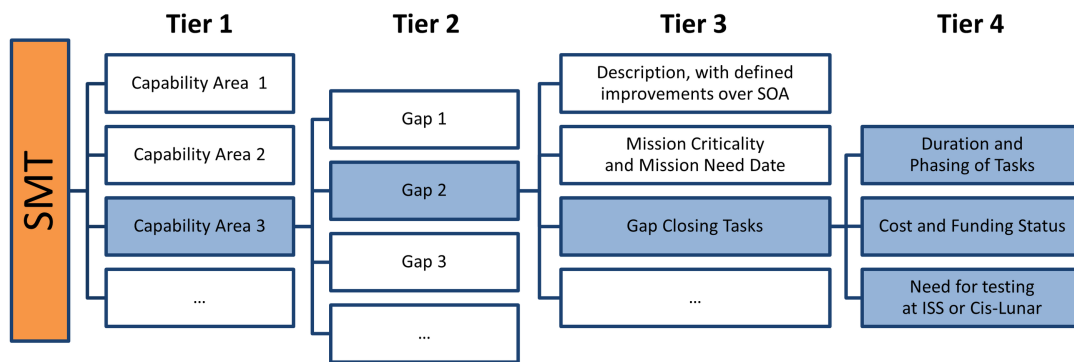 Tier 1
Tier 2
Tier 3
Tier 4
SMT
Capability Area 1
Capability Area 2
Capability Area 3
...
Gap 1
Gap 2
Gap 3
...
Description, with defined
improvements over SOA
Mission Criticality
and Mission Need Date
Gap Closing Tasks
...
Duration and
Phasing of Tasks
Cost and Funding Status
Need for testing
at ISS or Cis-Lunar